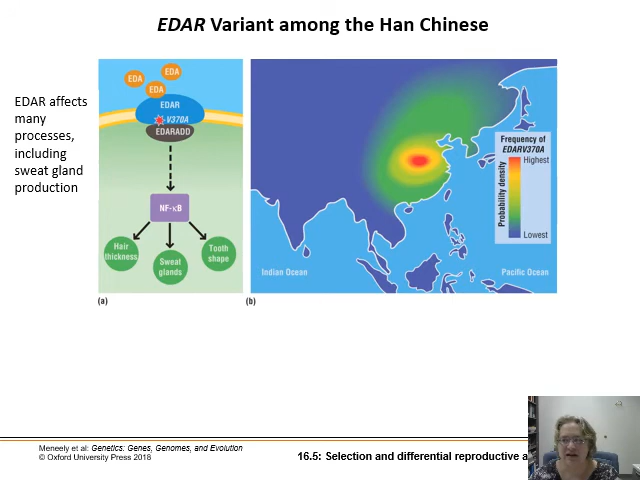 EDAR Variant among the Han Chinese
EDAR affects
many
processes,
including
sweat gland
production
EDA
EDA
EDA
EDAR
V370A
EDARADD
NF-κB
Hair
thickness
Sweat
glands
Tooth
shape
(a)
Frequency of
EDARV370A
Probability density
Highest
Lowest
Indian Ocean
Pacific Ocean
(b)
Meneely et al: Genetics: Genes, Genomes, and Evolution
© Oxford University Press 2018
16.5: Selection and differential reproductive a